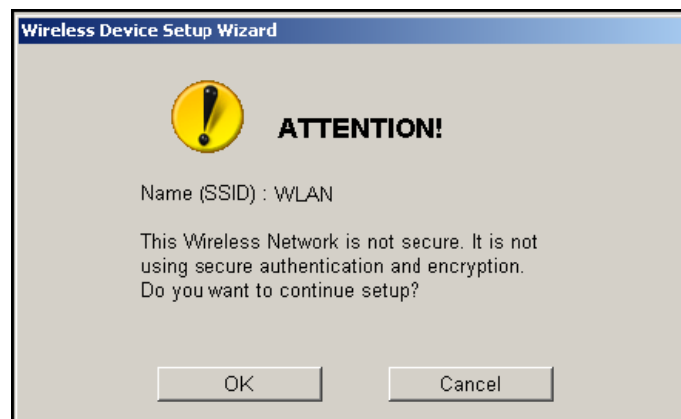 Wireless Device Setup Wizard
ATTENTION!
Name (SSID) : WLAN
This Wireless Network is not secure. It is not
using secure authentication and encryption.
Do you want to continue setup?
OK Cancel